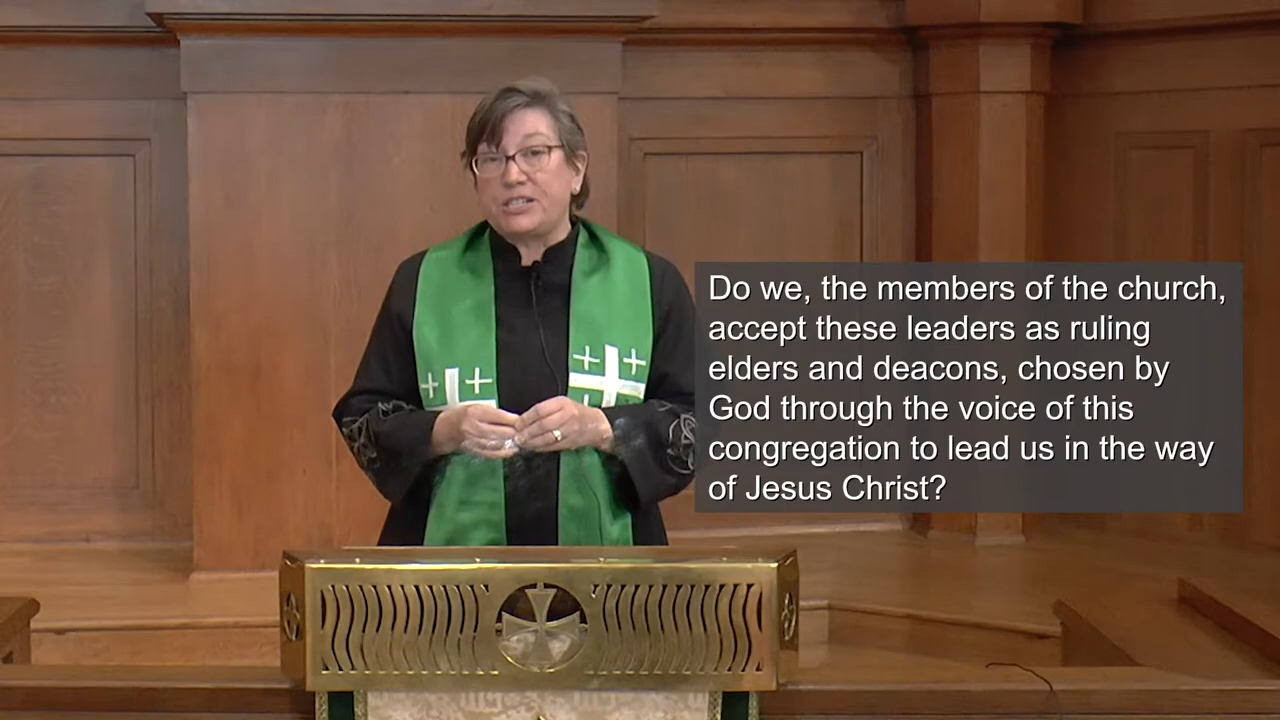 Do we, the members of the church,
accept these leaders as ruling
elders and deacons, chosen by
God through the voice of this
congregation to lead us in the way
of Jesus Christ?